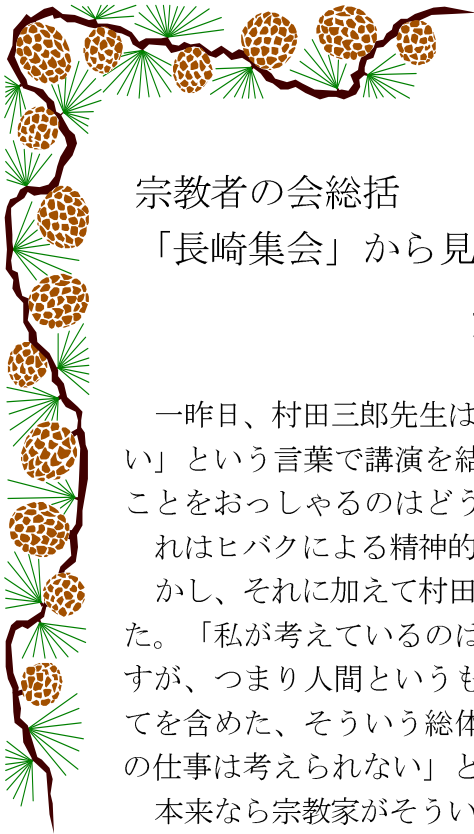 宗教者の会総括
「長崎集会」から見
一昨日、村田三郎先生は
い」という言葉で講演を結
ことをおっしゃるのはどう
れはヒバクによる精神的
かし、それに加えて村田
た。「私が考えているのは
すが、つまり人間というも
てを含めた、そういう総体
の仕事は考えられない」と
本来なら宗教家がそうい